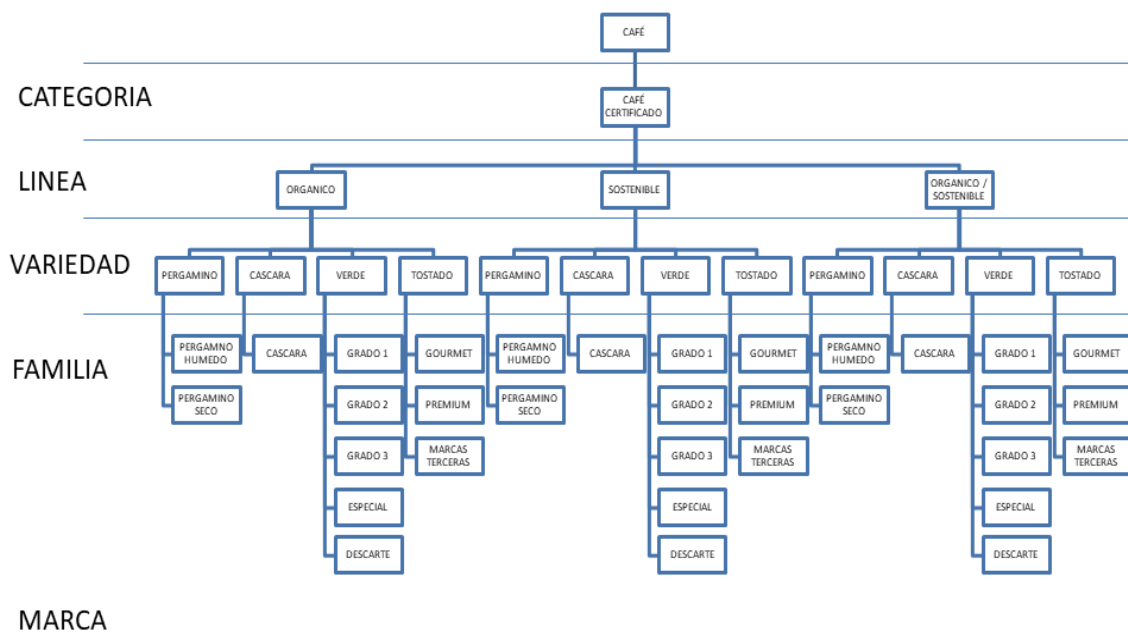 CAFÉ
CATEGORIA
CAFÉ
CERTIFICADO
LINEA
ORGANICO
SOSTENIBLE
ORGANICO /
SOSTENIBLE
VARIEDAD
PERGAMINO
CASCARA
VERDE
TOSTADO
PERGAMINO
CASCARA
VERDE
TOSTADO
PERGAMINO
CASCARA
VERDE
TOSTADO
FAMILIA
PERGAMNO
HUMEDO
CASCARA
GRADO 1
GOURMET
PERGAMNO
HUMEDO
CASCARA
GRADO 1
GOURMET
PERGAMNO
HUMEDO
CASCARA
GRADO 1
GOURMET
PERGAMINO
SECO
GRADO 2
PREMIUM
PERGAMINO
SECO
GRADO 2
PREMIUM
PERGAMINO
SECO
GRADO 2
PREMIUM
GRADO 3
MARCAS
TERCERAS
GRADO 3
MARCAS
TERCERAS
GRADO 3
MARCAS
TERCERAS
ESPECIAL
ESPECIAL
ESPECIAL
DESCARTE
DESCARTE
DESCARTE
MARCA